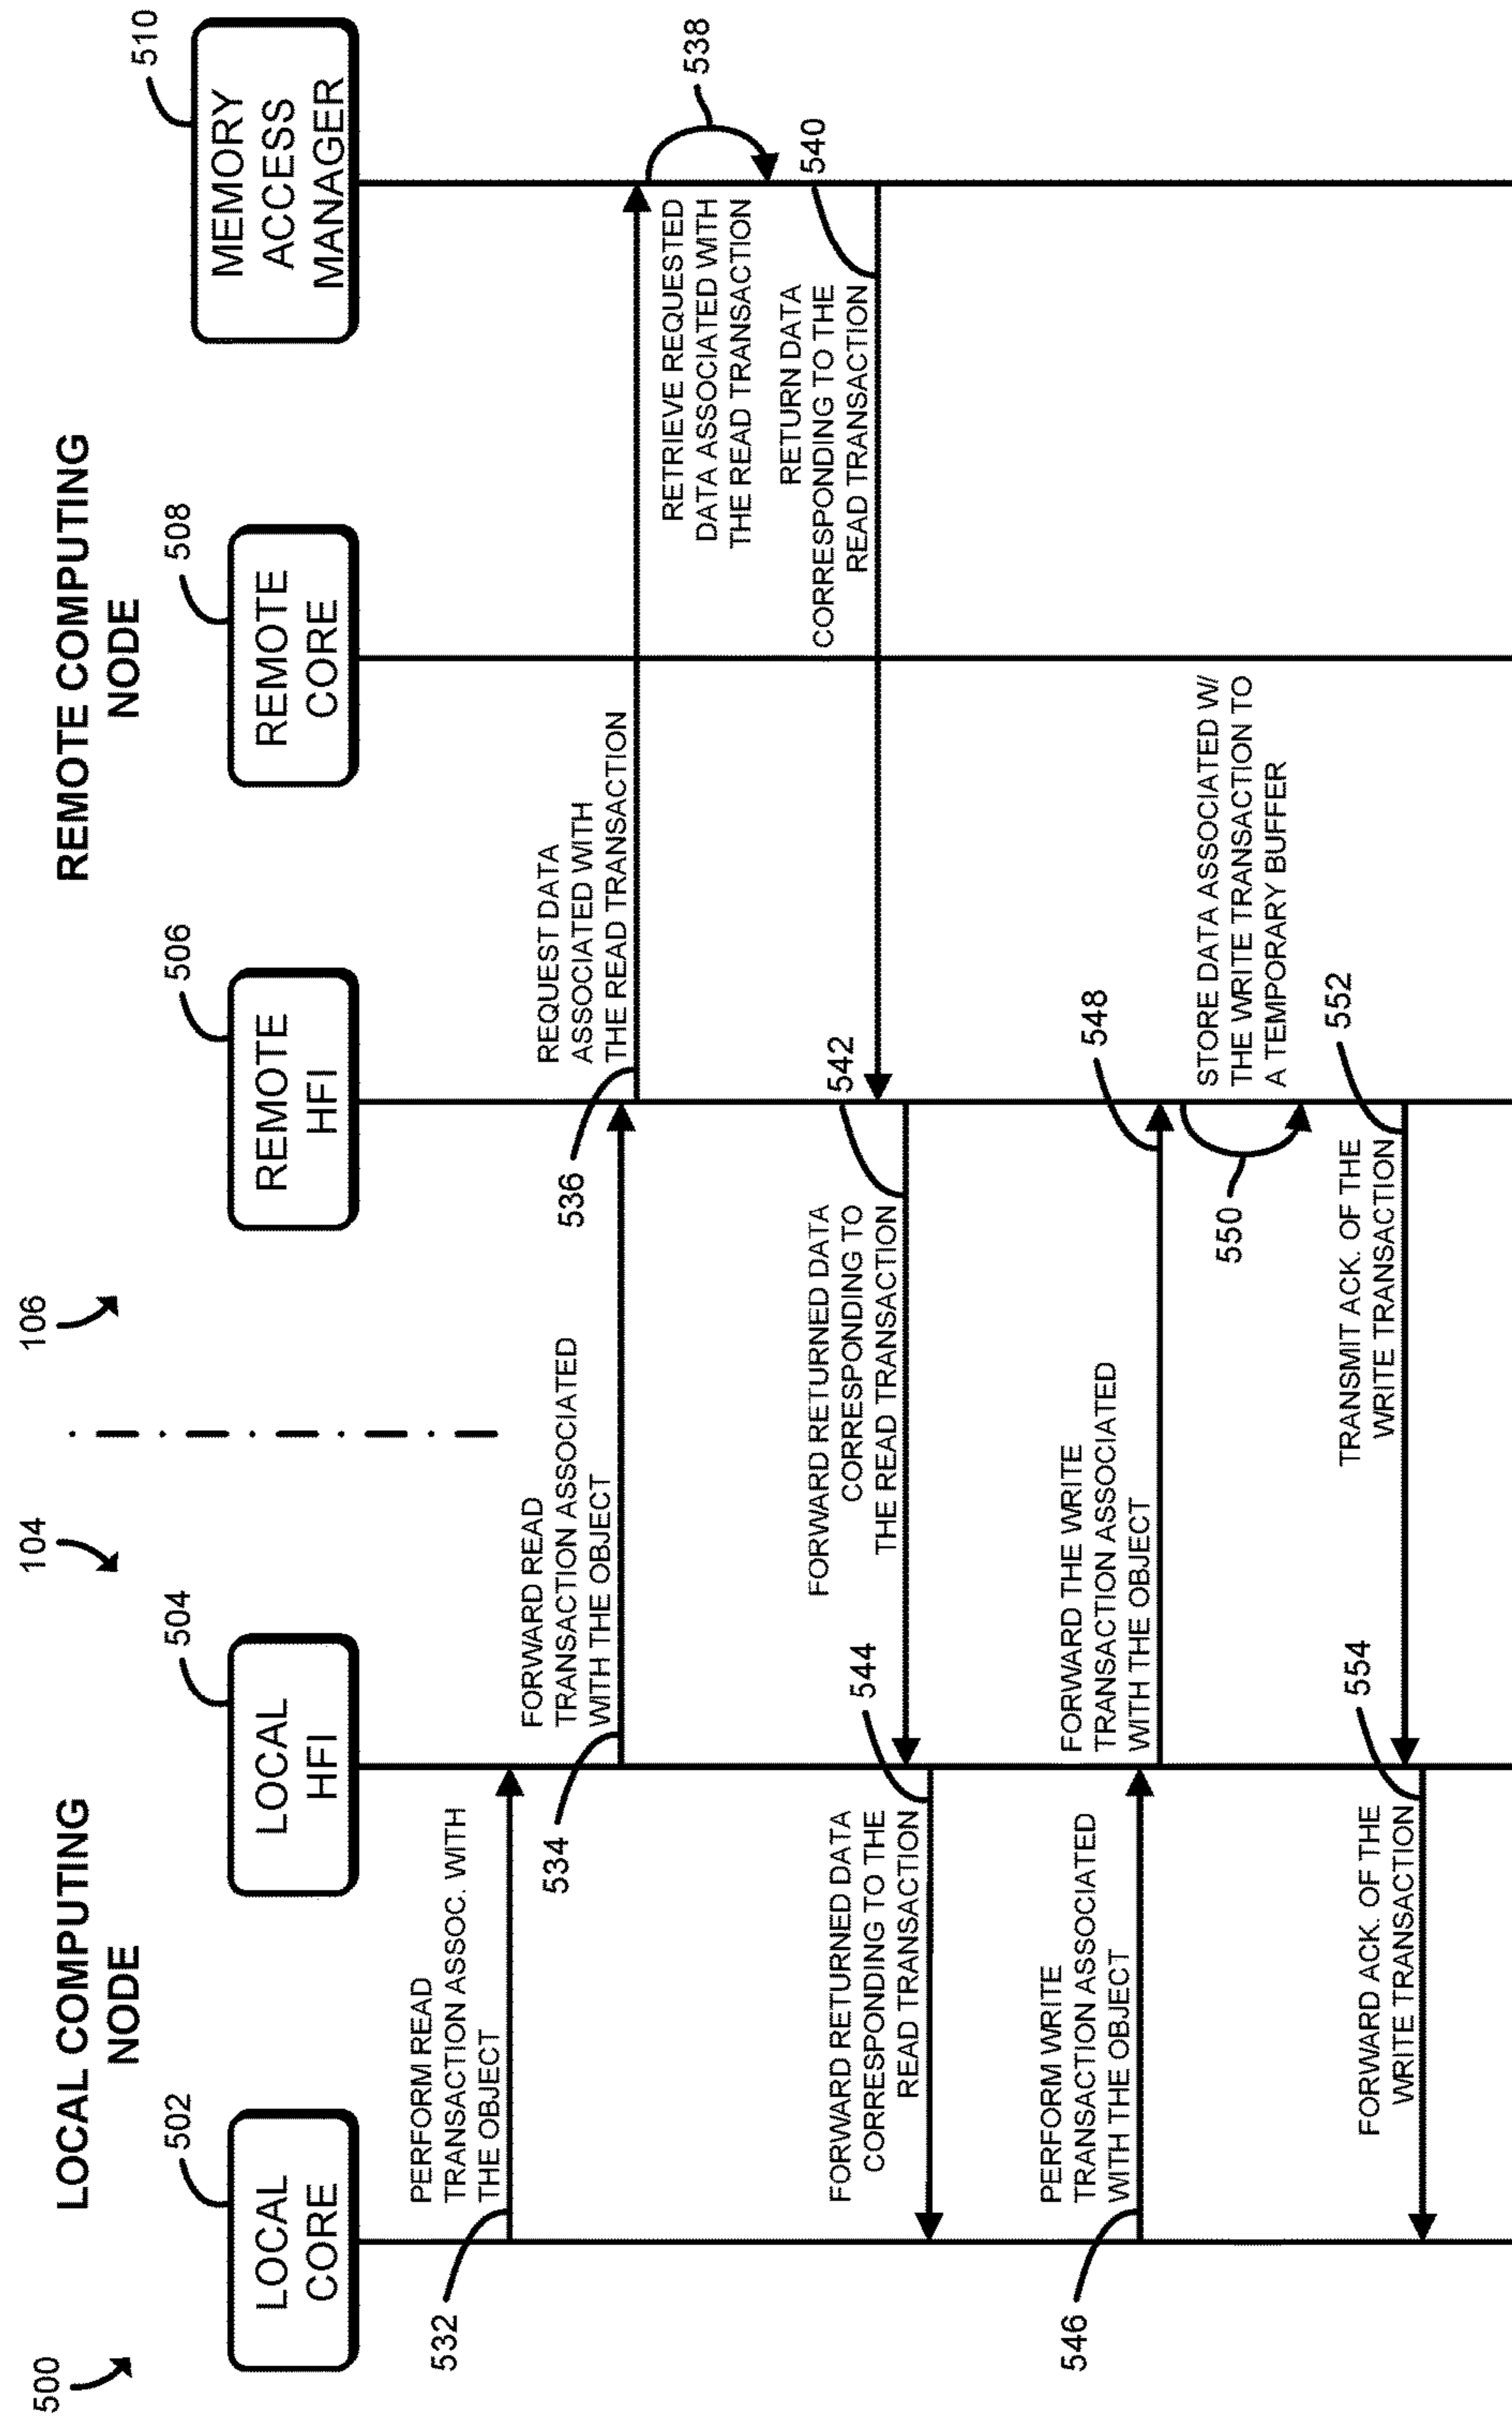 500
LOCAL COMPUTING
NODE
104
106
REMOTE COMPUTING
NODE
502
LOCAL
CORE
504
LOCAL
HFI
506
REMOTE
HFI
508
REMOTE
CORE
510
MEMORY
ACCESS
MANAGER
532
PERFORM READ
TRANSACTION ASSOC. WITH
THE OBJECT
534
FORWARD READ
TRANSACTION ASSOCIATED
WITH THE OBJECT
536
REQUEST DATA
ASSOCIATED WITH
THE READ TRANSACTION
538
RETRIEVE REQUESTED
DATA ASSOCIATED WITH
THE READ TRANSACTION
540
RETURN DATA
CORRESPONDING TO THE
READ TRANSACTION
542
FORWARD RETURNED DATA
CORRESPONDING TO
THE READ TRANSACTION
544
FORWARD RETURNED DATA
CORRESPONDING TO THE
READ TRANSACTION
546
PERFORM WRITE
TRANSACTION ASSOCIATED
WITH THE OBJECT
FORWARD THE WRITE
TRANSACTION ASSOCIATED
WITH THE OBJECT
548
550
STORE DATA ASSOCIATED W/
THE WRITE TRANSACTION TO
A TEMPORARY BUFFER
552
TRANSMIT ACK. OF THE
WRITE TRANSACTION
554
FORWARD ACK. OF THE
WRITE TRANSACTION